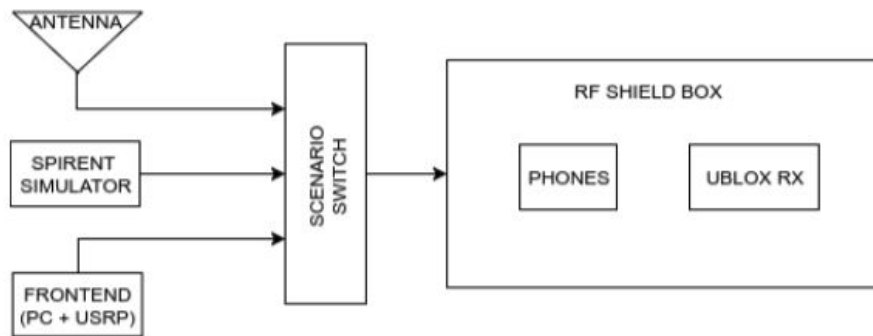 ANTENNA
SPIRENT
SIMULATOR
FRONTEND
(PC + USRP)
SCENARIO
SWITCH
RF SHIELD BOX
PHONES
UBLOX RX